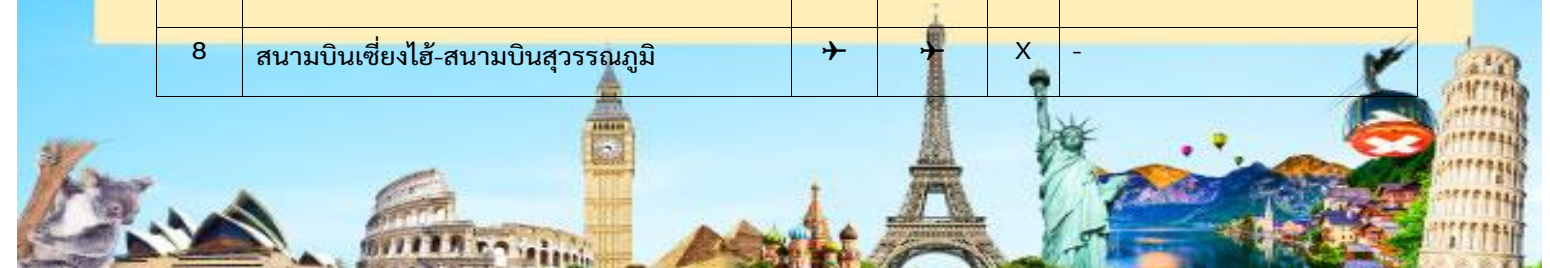 8 สนามบินเซี่ยงไฮ้-สนามบินสุวรรณภูมิ ✈ ✈ X -